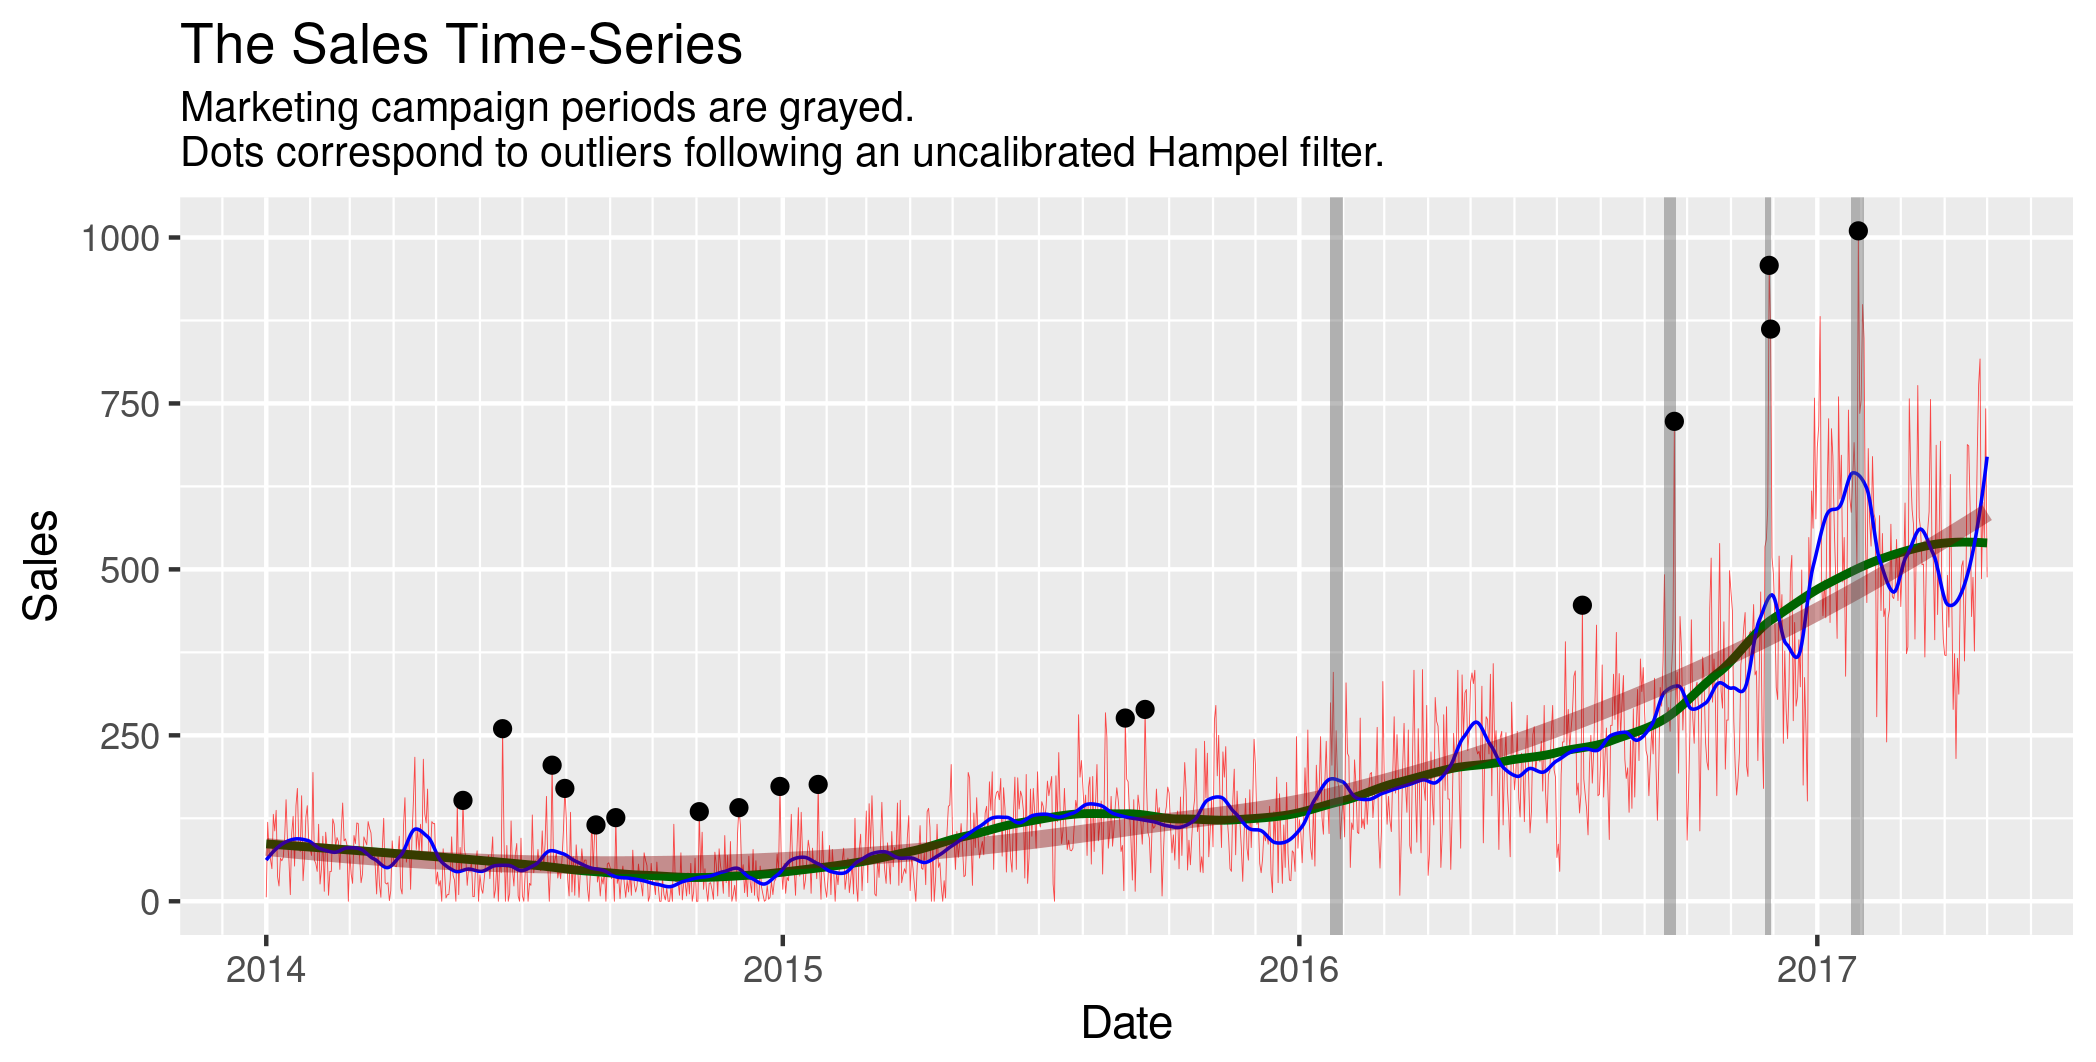 The Sales Time-Series
Marketing campaign periods are grayed.
Dots correspond to outliers following an uncalibrated Hampel filter.
1000
750
500
250
0
Sales
2014 2015 2016 2017
Date